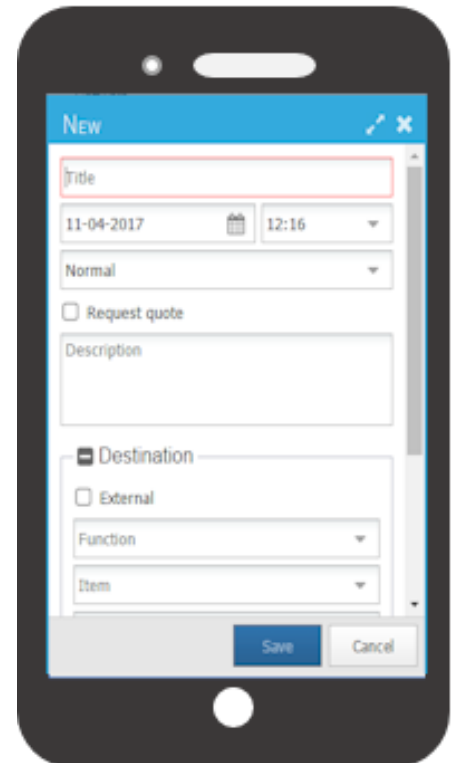 New
Title
11-04-2017 12:16
Normal
Request quote
Description
Destination
External
Function
Item
Save Cancel